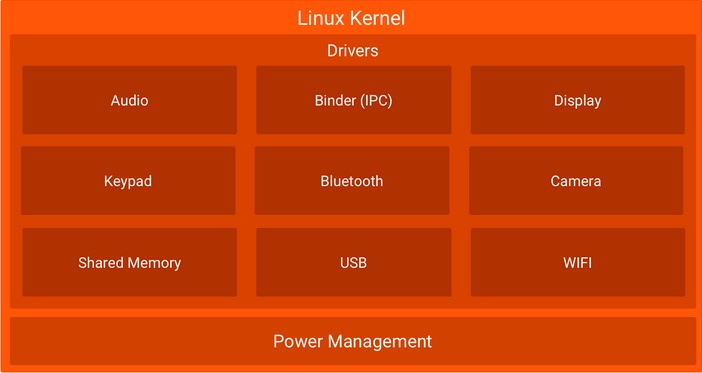 Linux Kernel
Drivers
Audio
Binder (IPC)
Display
Keypad
Bluetooth
Camera
Shared Memory
USB
WIFI
Power Management